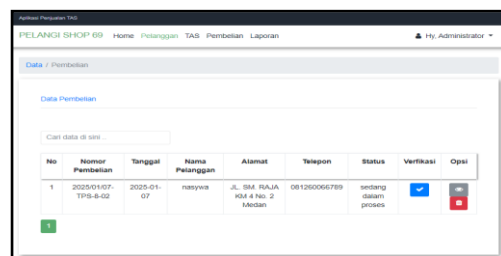 Aplikasi Penjualan TAS
PELANGI SHOP 69 Home Pelanggan TAS Pembelian Laporan Hy, Administrator
Data / Pembelian
Data Pembelian
Cari data di sini ..
No Nomor Pembelian Tanggal Nama Pelanggan Alamat Telepon Status Verfikasi Opsi
1 2025/01/07-TPS-8-02 2025-01-07 nasywa JL. SM. RAJA KM 4 No. 2 Medan 081260066789 sedang dalam proses
1